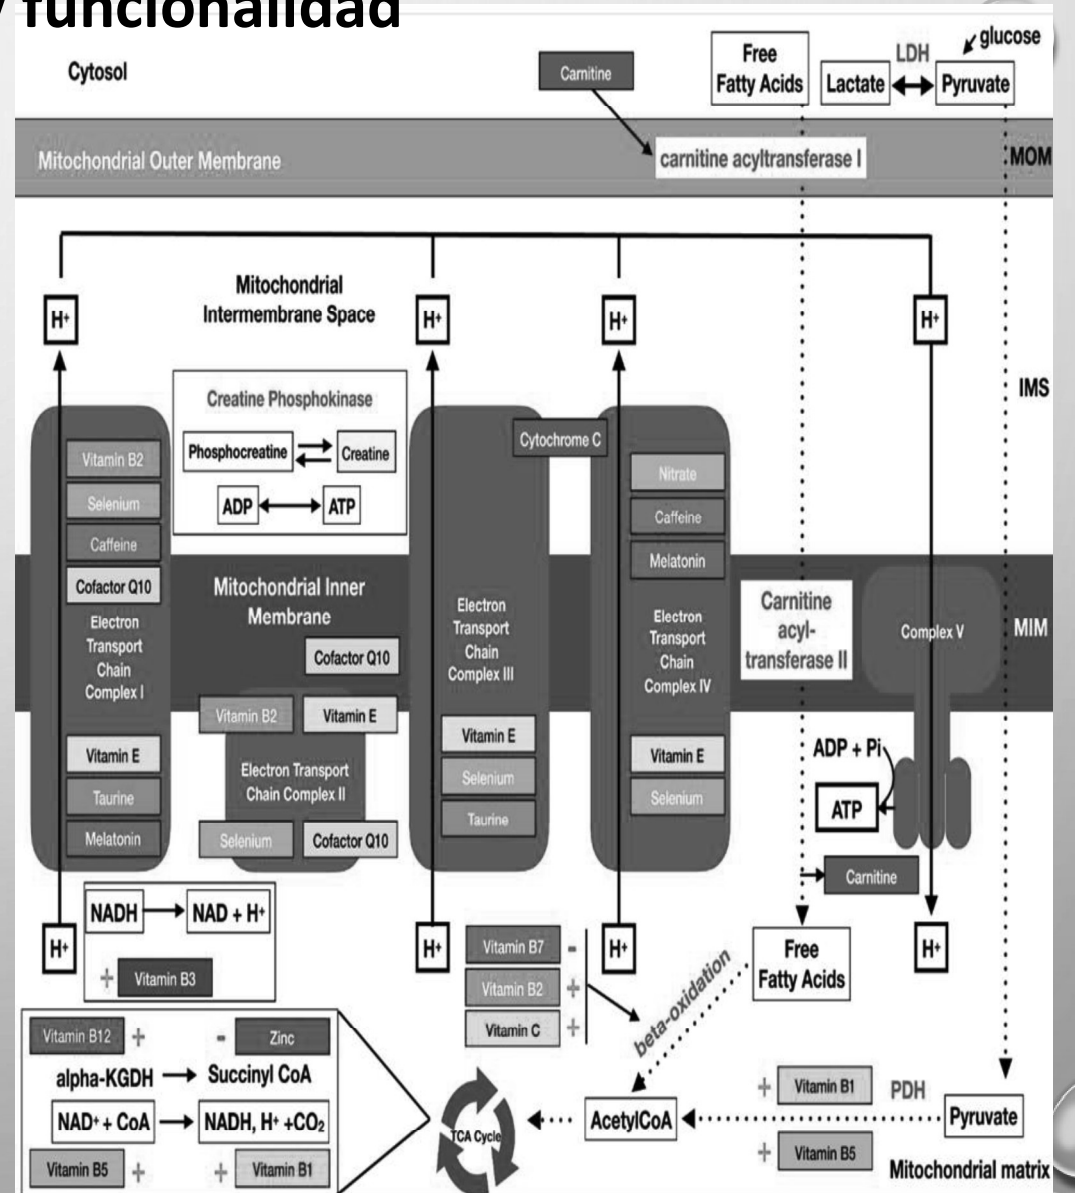 y funcionalidad
glucose
Cytosol
Carnitine
Free
Fatty Acids
Lactate
LDH
Pyruvate
Mitochondrial Outer Membrane
carnitine acyltransferase I
MOM
Mitochondrial
Intermembrane Space
H+
H+
H+
H+
IMS
Creatine Phosphokinase
Phosphocreatine
Creatine
ADP
ATP
Vitamin B2
Selenium
Caffeine
Cofactor Q10
Electron
Transport
Chain
Complex I
Vitamin E
Taurine
Melatonin
Mitochondrial Inner
Membrane
Cofactor Q10
Vitamin B2
Vitamin E
Electron Transport
Chain Complex II
Selenium
Cofactor Q10
Cytochrome C
Electron
Transport
Chain
Complex III
Vitamin E
Selenium
Taurine
Nitrate
Caffeine
Melatonin
Electron
Transport
Chain
Complex IV
Vitamin E
Selenium
Carnitine
acyl-
transferase II
Complex V
MIM
ADP + Pi
ATP
Carnitine
H+
NADH
NAD + H+
+ Vitamin B3
H+
Vitamin B7 -
Vitamin B2 +
Vitamin C +
H+
beta-oxidation
Free
Fatty Acids
H+
Vitamin B12 +
- Zinc
alpha-KGDH
Succinyl CoA
NAD+ + CoA
NADH, H+ +CO2
Vitamin B5 +
+ Vitamin B1
TCA Cycle
AcetylCoA
+ Vitamin B1
PDH
Pyruvate
+ Vitamin B5
Mitochondrial matrix